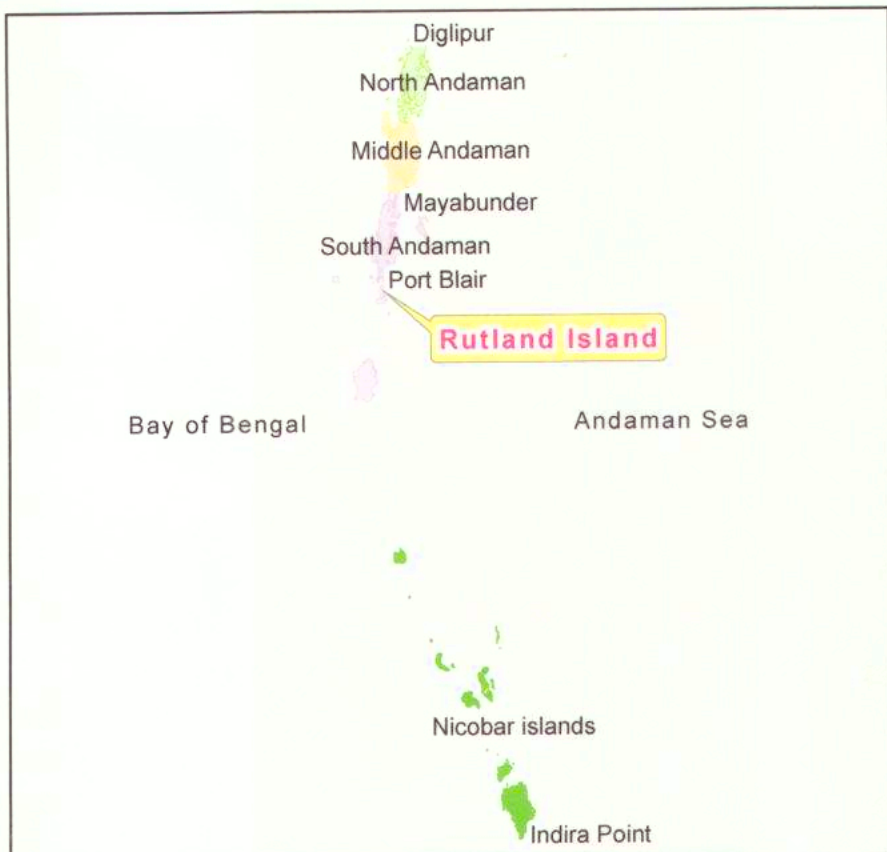 Diglipur
North Andaman
Middle Andaman
Mayabunder
South Andaman
Port Blair
Rutland Island
Bay of Bengal
Andaman Sea
Nicobar islands
Indira Point